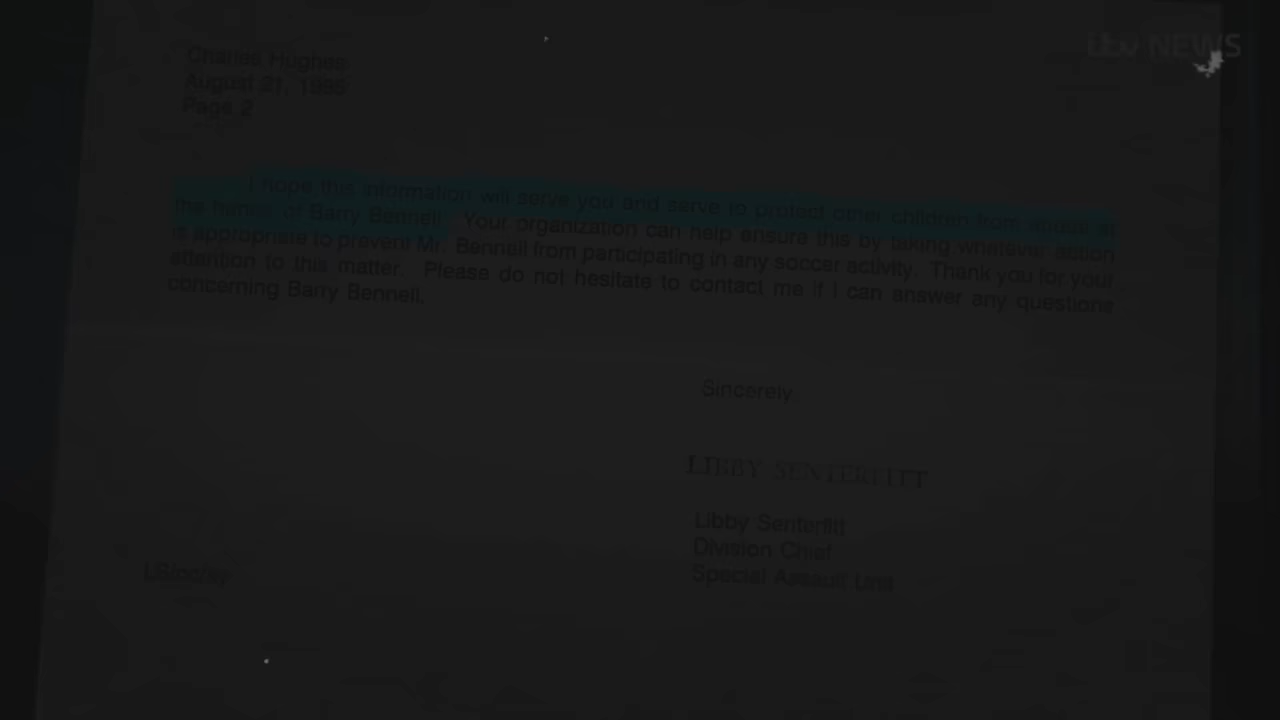 itv NEWS
Charles Hughes
August 21, 1995
Page 2
I hope this information will serve you and serve to protect other children from abuse at
the hands of Barry Bennell. Your organization can help ensure this by taking whatever action
is appropriate to prevent Mr. Bennell from participating in any soccer activity. Thank you for your
attention to this matter. Please do not hesitate to contact me if I can answer any questions
concerning Barry Bennell.
Sincerely
LIBBY SENTERFITT
Libby Senterfitt
Division Chief
Special Assault Unit